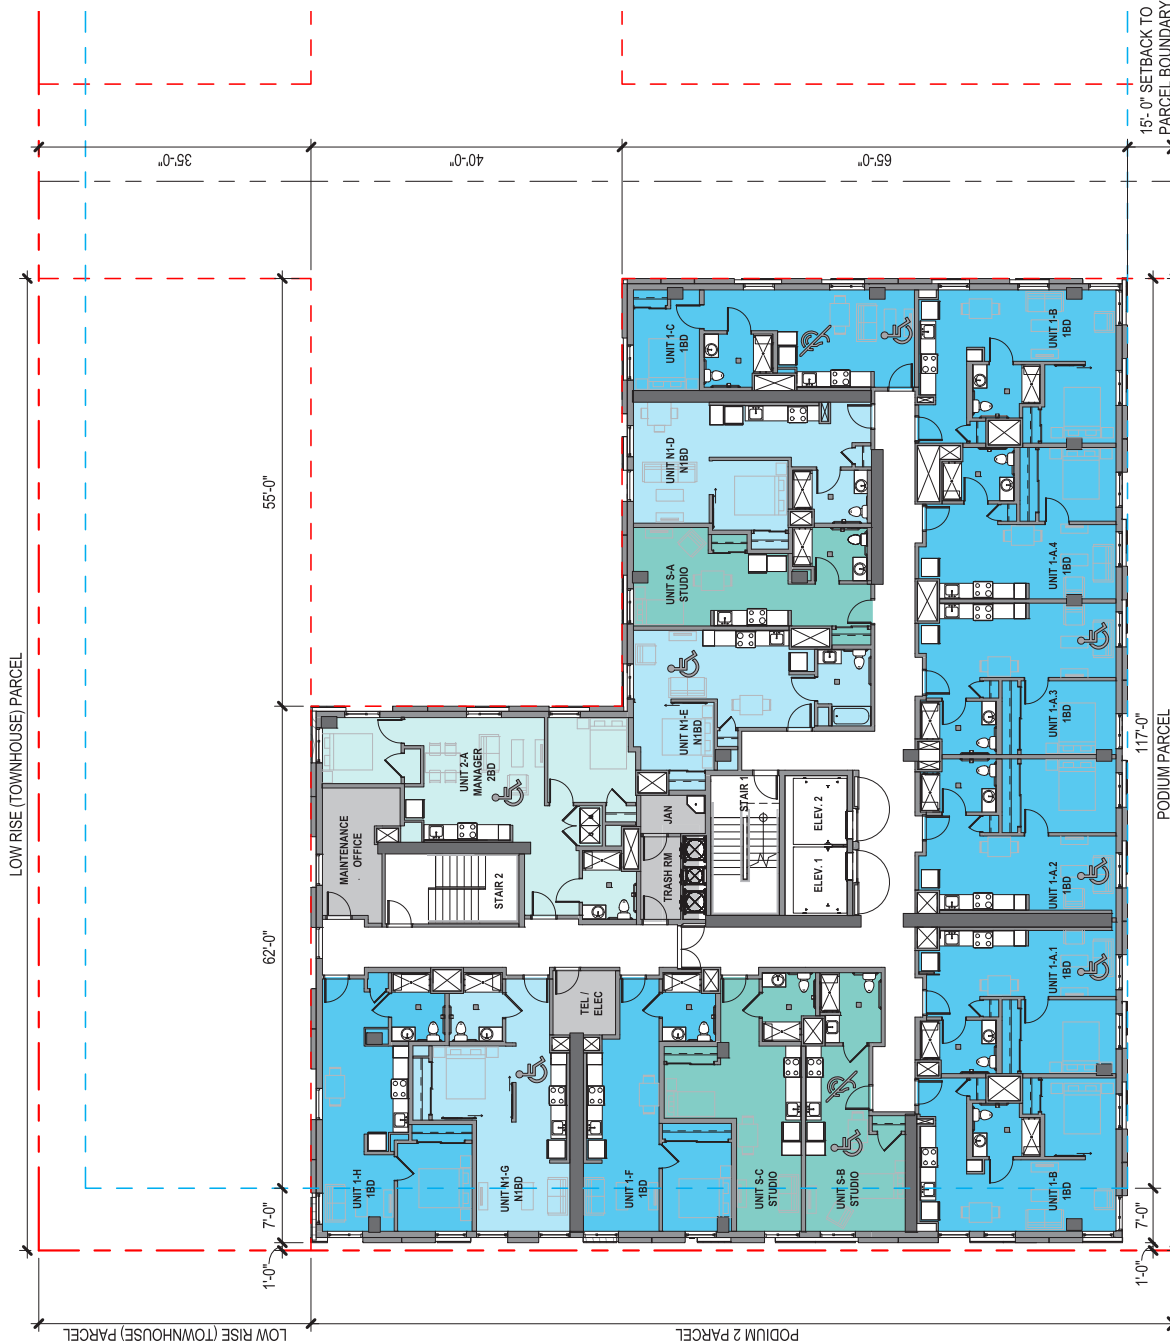 15'- 0" SETBACK TO
PARCEL BOUNDARY
35'-0"
40'-0"
65'-0"
LOW RISE (TOWNHOUSE) PARCEL
55'-0"
62'-0"
7'-0"
1'-0"
117'-0"
PODIUM PARCEL
7'-0"
1'-0"
LOW RISE (TOWNHOUSE) PARCEL
PODIUM 2 PARCEL
UNIT 1-C
1BD
UNIT 1-B
1BD
UNIT N1-D
N1BD
UNIT S-A
STUDIO
UNIT 1-A.4
1BD
UNIT N1-E
N1BD
UNIT 1-A.3
1BD
UNIT 2-A
MANAGER
2BD
MAINTENANCE
OFFICE
JAN
STAIR 1
ELEV. 2
ELEV. 1
TRASH RM
STAIR 2
UNIT 1-A.2
1BD
UNIT 1-A.1
1BD
TEL /
ELEC
UNIT 1-H
1BD
UNIT N1-G
N1BD
UNIT 1-F
1BD
UNIT S-C
STUDIO
UNIT S-B
STUDIO
UNIT 1-B
1BD